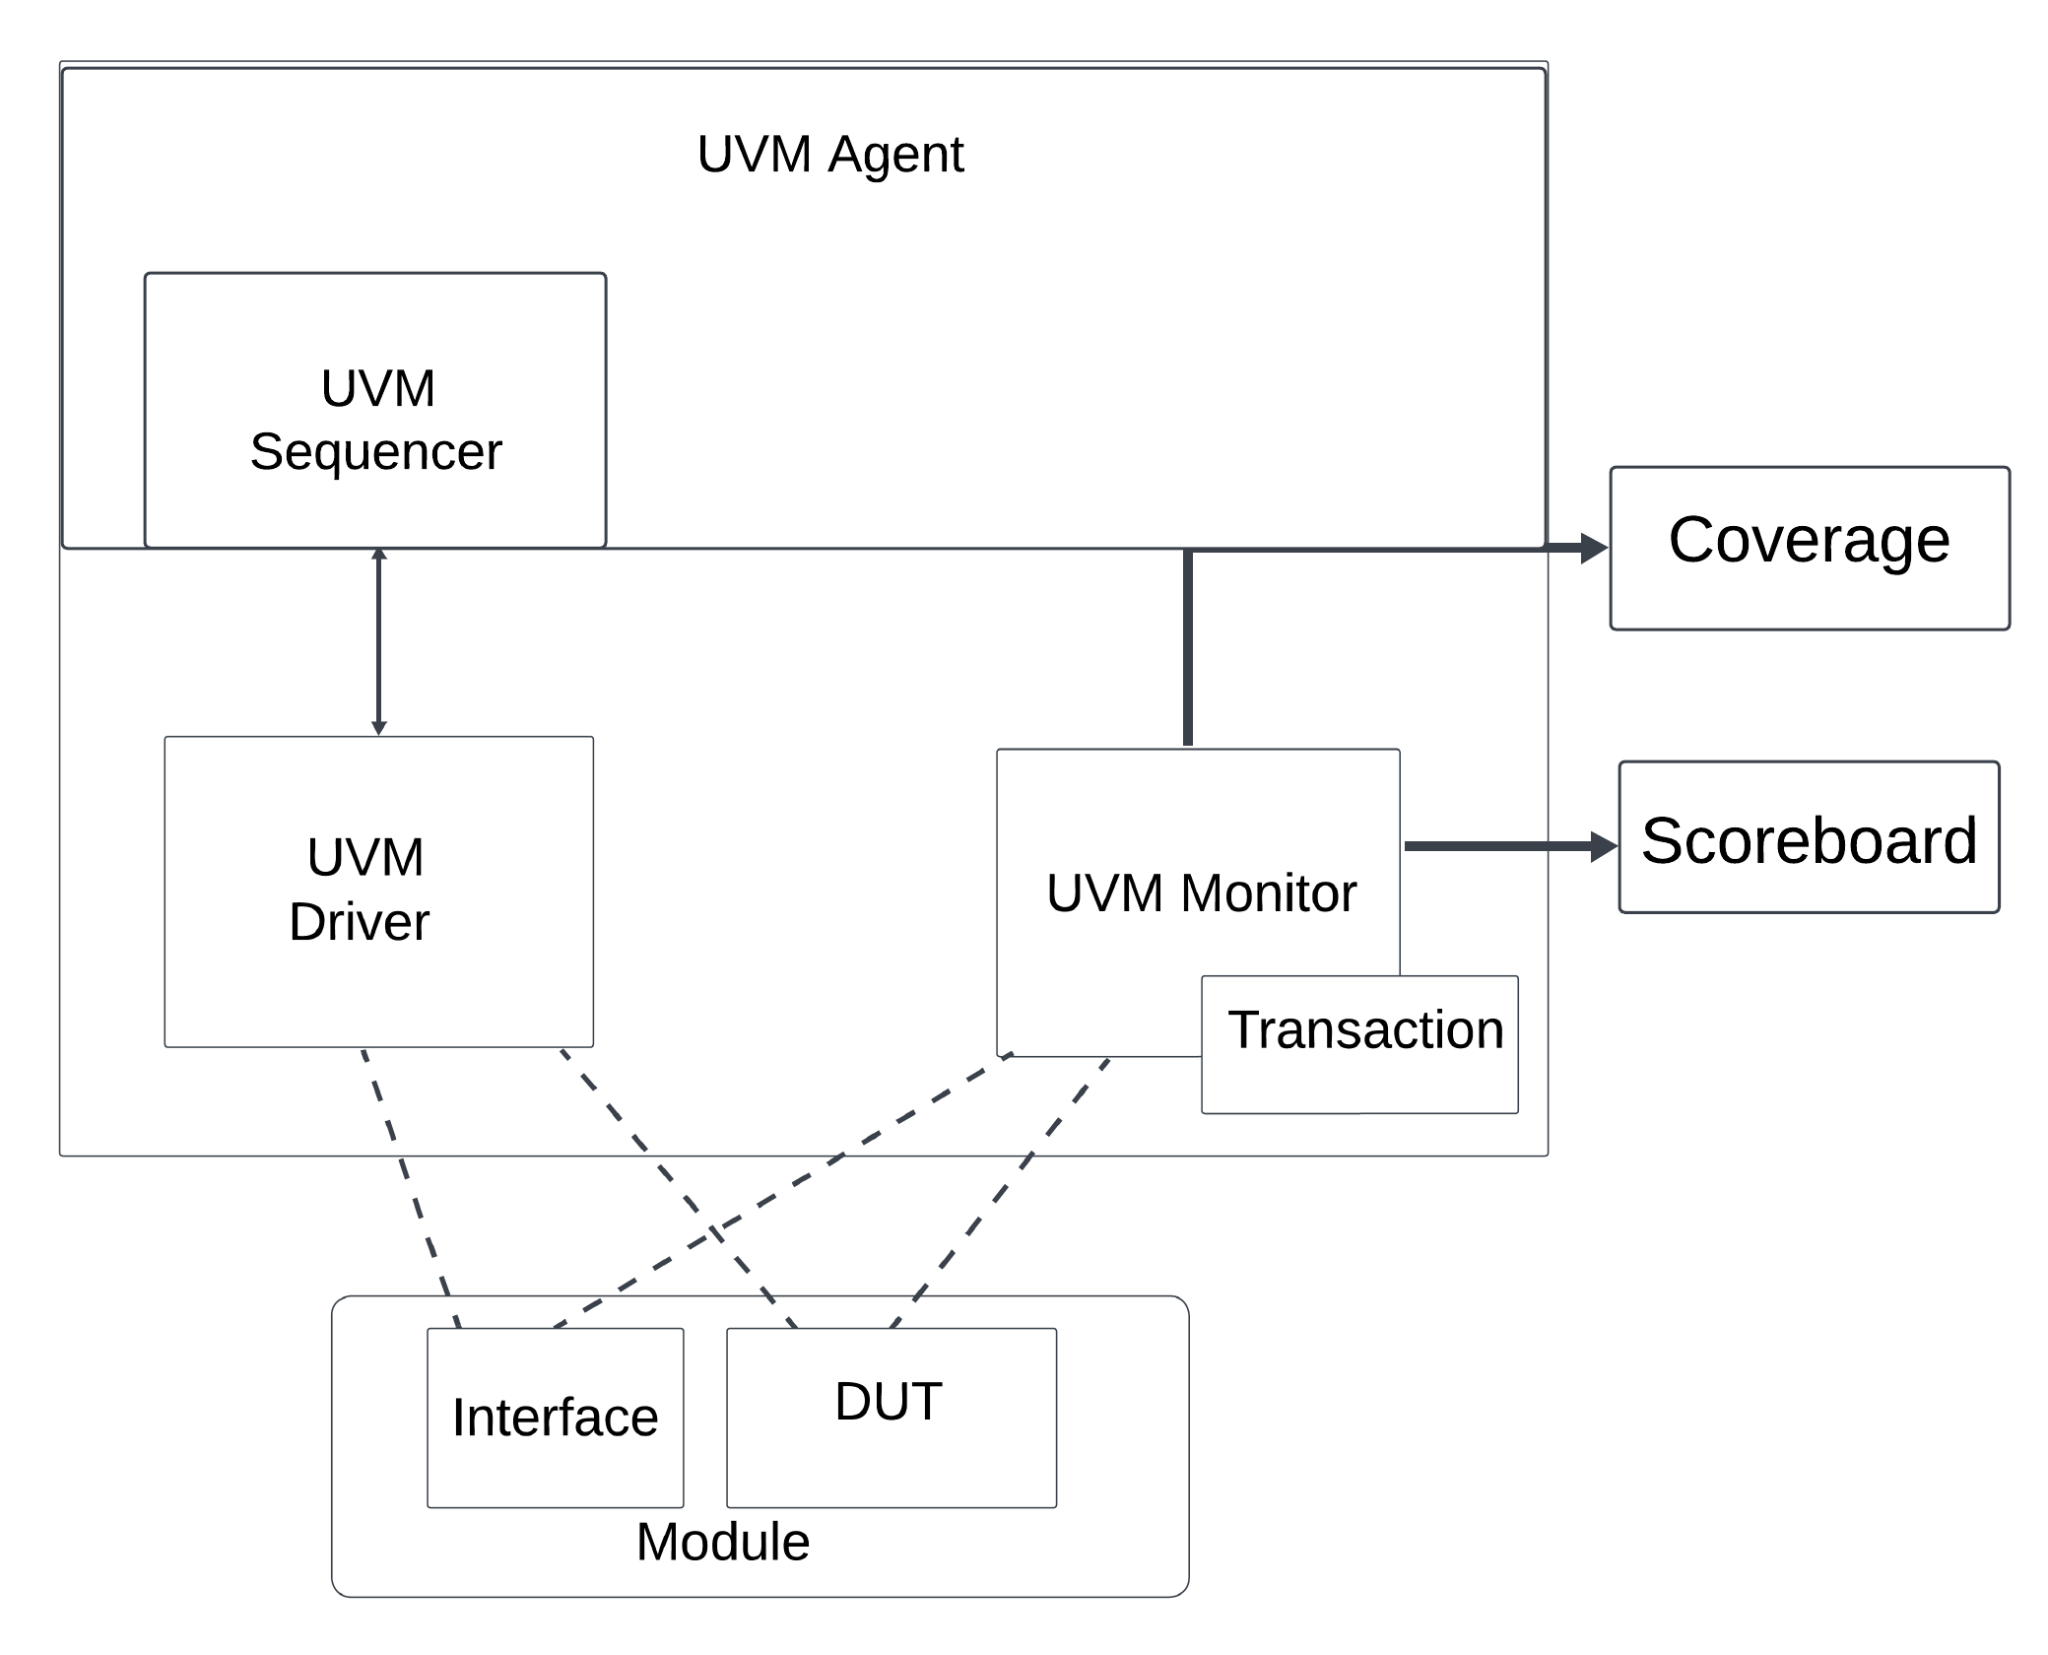 UVM Agent
UVM
Sequencer
Coverage
UVM
Driver
UVM Monitor
Scoreboard
Transaction
Interface
DUT
Module